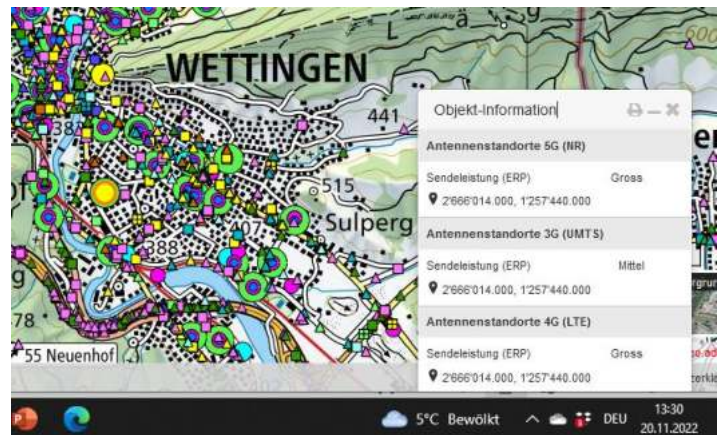 L a g
600
WETTINGEN
441
Objekt-Information
Antennenstandorte 5G (NR)
Sendeleistung (ERP) Gross
2'666'014.000, 1'257'440.000
515
Sulperg
Antennenstandorte 3G (UMTS)
388
Sendeleistung (ERP) Mittel
2'666'014.000, 1'257'440.000
78
Antennenstandorte 4G (LTE)
55 Neuenhof
Sendeleistung (ERP) Gross
2'666'014.000, 1'257'440.000
5°C Bewölkt DEU 13:30
20.11.2022